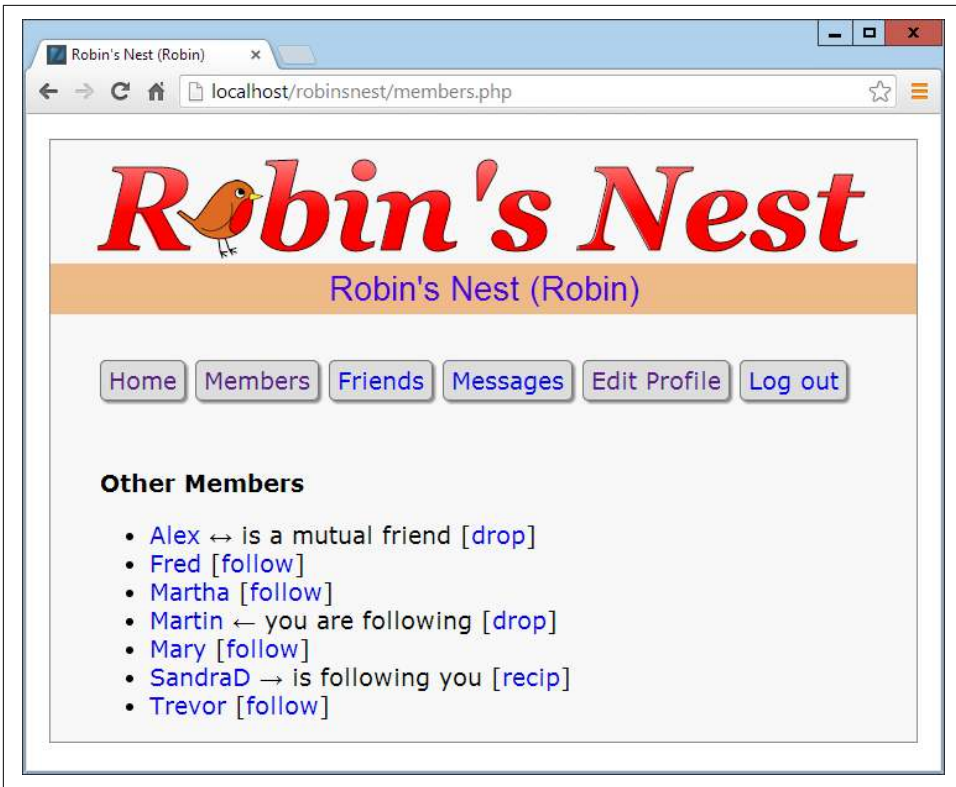 Robin's Nest (Robin)
localhost/robinsnest/members.php
Robin's Nest
Robin's Nest (Robin)
Home Members Friends Messages Edit Profile Log out
Other Members
• Alex ↔ is a mutual friend [drop]
• Fred [follow]
• Martha [follow]
• Martin ← you are following [drop]
• Mary [follow]
• SandraD → is following you [recip]
• Trevor [follow]